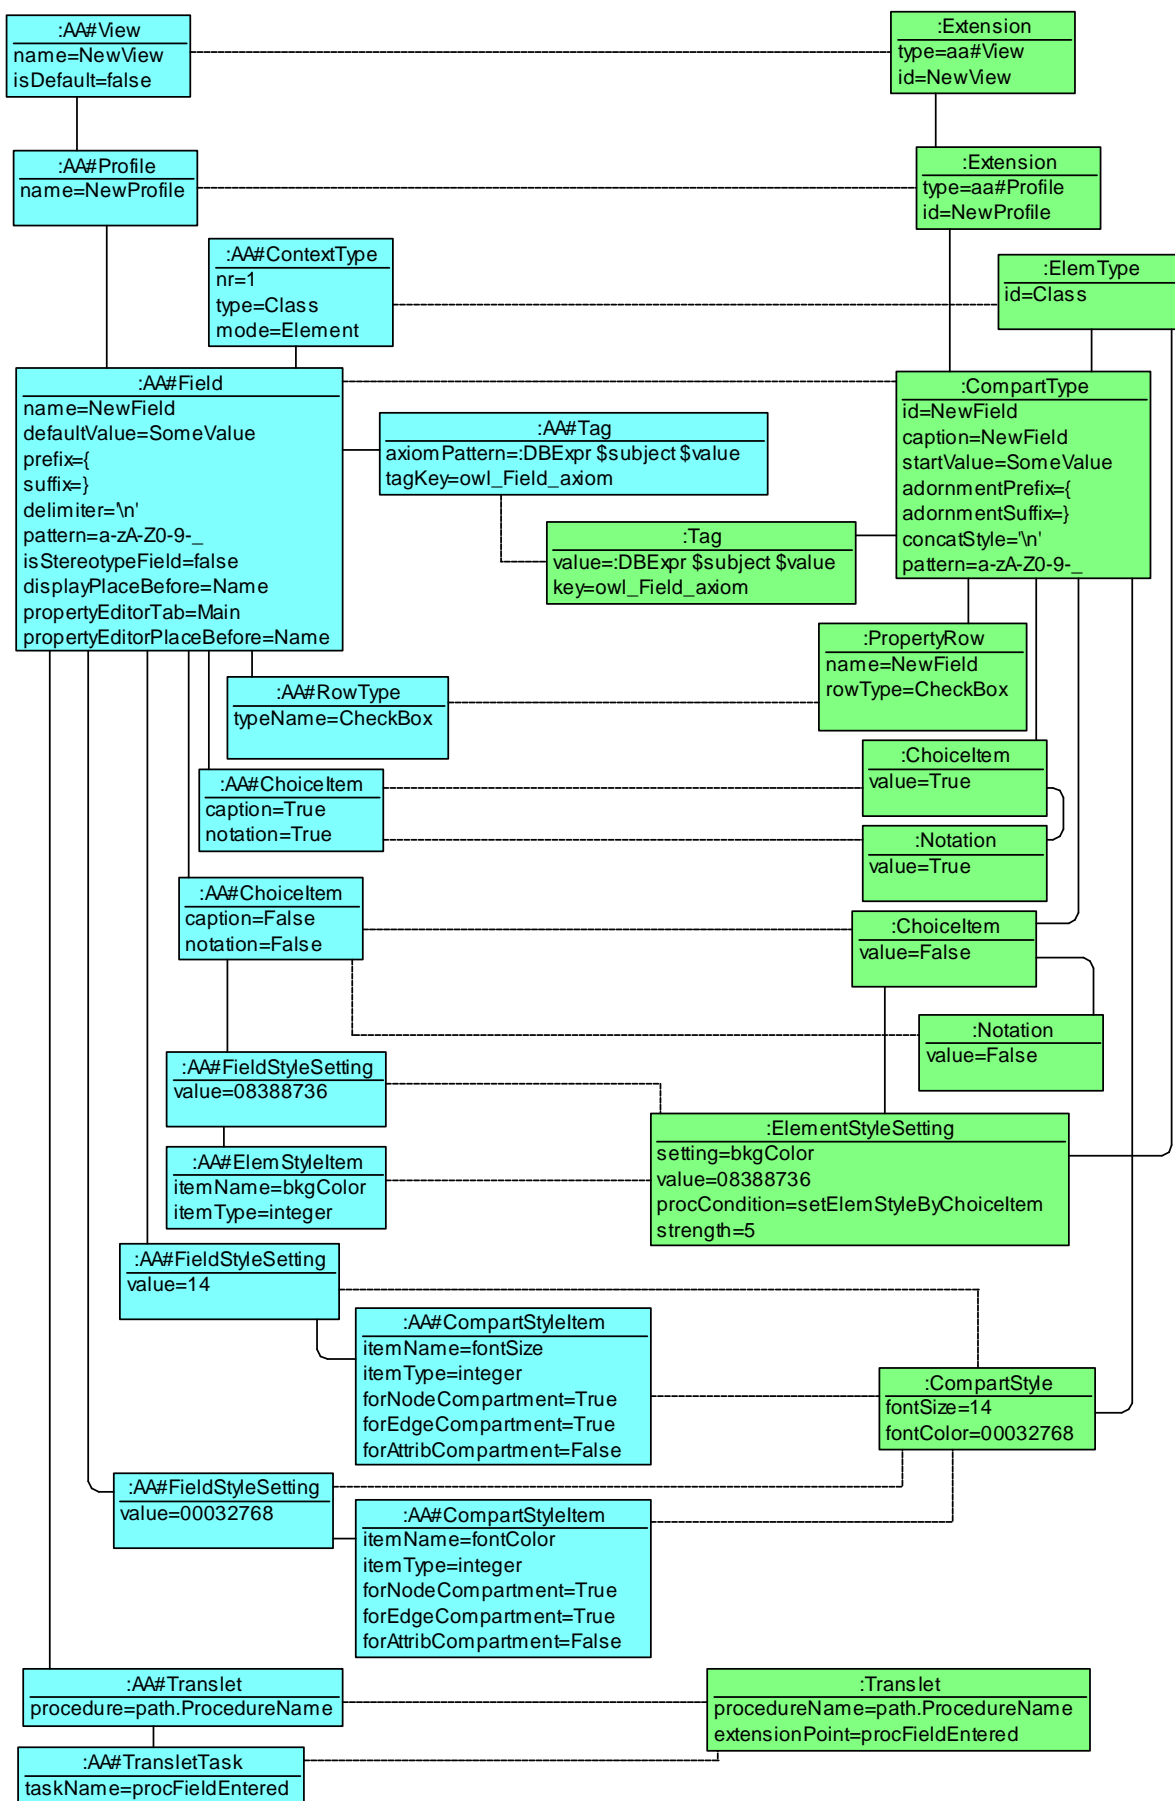 :AA#View
name=NewView
isDefault=false
:Extension
type=aa#View
id=NewView
:AA#Profile
name=NewProfile
:Extension
type=aa#Profile
id=NewProfile
:AA#ContextType
nr=1
type=Class
mode=Element
:ElemType
id=Class
:AA#Field
name=NewField
defaultValue=SomeValue
prefix={
suffix=}
delimiter='\n'
pattern=a-zA-Z0-9-_
isStereotypeField=false
displayPlaceBefore=Name
propertyEditorTab=Main
propertyEditorPlaceBefore=Name
:AA#Tag
axiomPattern=:DBExpr $subject $value
tagKey=owl_Field_axiom
:CompartType
id=NewField
caption=NewField
startValue=SomeValue
adornmentPrefix={
adornmentSuffix=}
concatStyle='\n'
pattern=a-zA-Z0-9-_
:Tag
value=:DBExpr $subject $value
key=owl_Field_axiom
:PropertyRow
name=NewField
rowType=CheckBox
:AA#RowType
typeName=CheckBox
:AA#ChoiceItem
caption=True
notation=True
:ChoiceItem
value=True
:Notation
value=True
:AA#ChoiceItem
caption=False
notation=False
:ChoiceItem
value=False
:Notation
value=False
:AA#FieldStyleSetting
value=08388736
:ElementStyleSetting
setting=bkgColor
value=08388736
procCondition=setElemStyleByChoiceItem
strength=5
:AA#ElemStyleItem
itemName=bkgColor
itemType=integer
:AA#FieldStyleSetting
value=14
:AA#CompartStyleItem
itemName=fontSize
itemType=integer
forNodeCompartment=True
forEdgeCompartment=True
forAttribCompartment=False
:CompartStyle
fontSize=14
fontColor=00032768
:AA#FieldStyleSetting
value=00032768
:AA#CompartStyleItem
itemName=fontColor
itemType=integer
forNodeCompartment=True
forEdgeCompartment=True
forAttribCompartment=False
:AA#Translet
procedure=path.ProcedureName
:Translet
procedureName=path.ProcedureName
extensionPoint=procFieldEntered
:AA#TransletTask
taskName=procFieldEntered